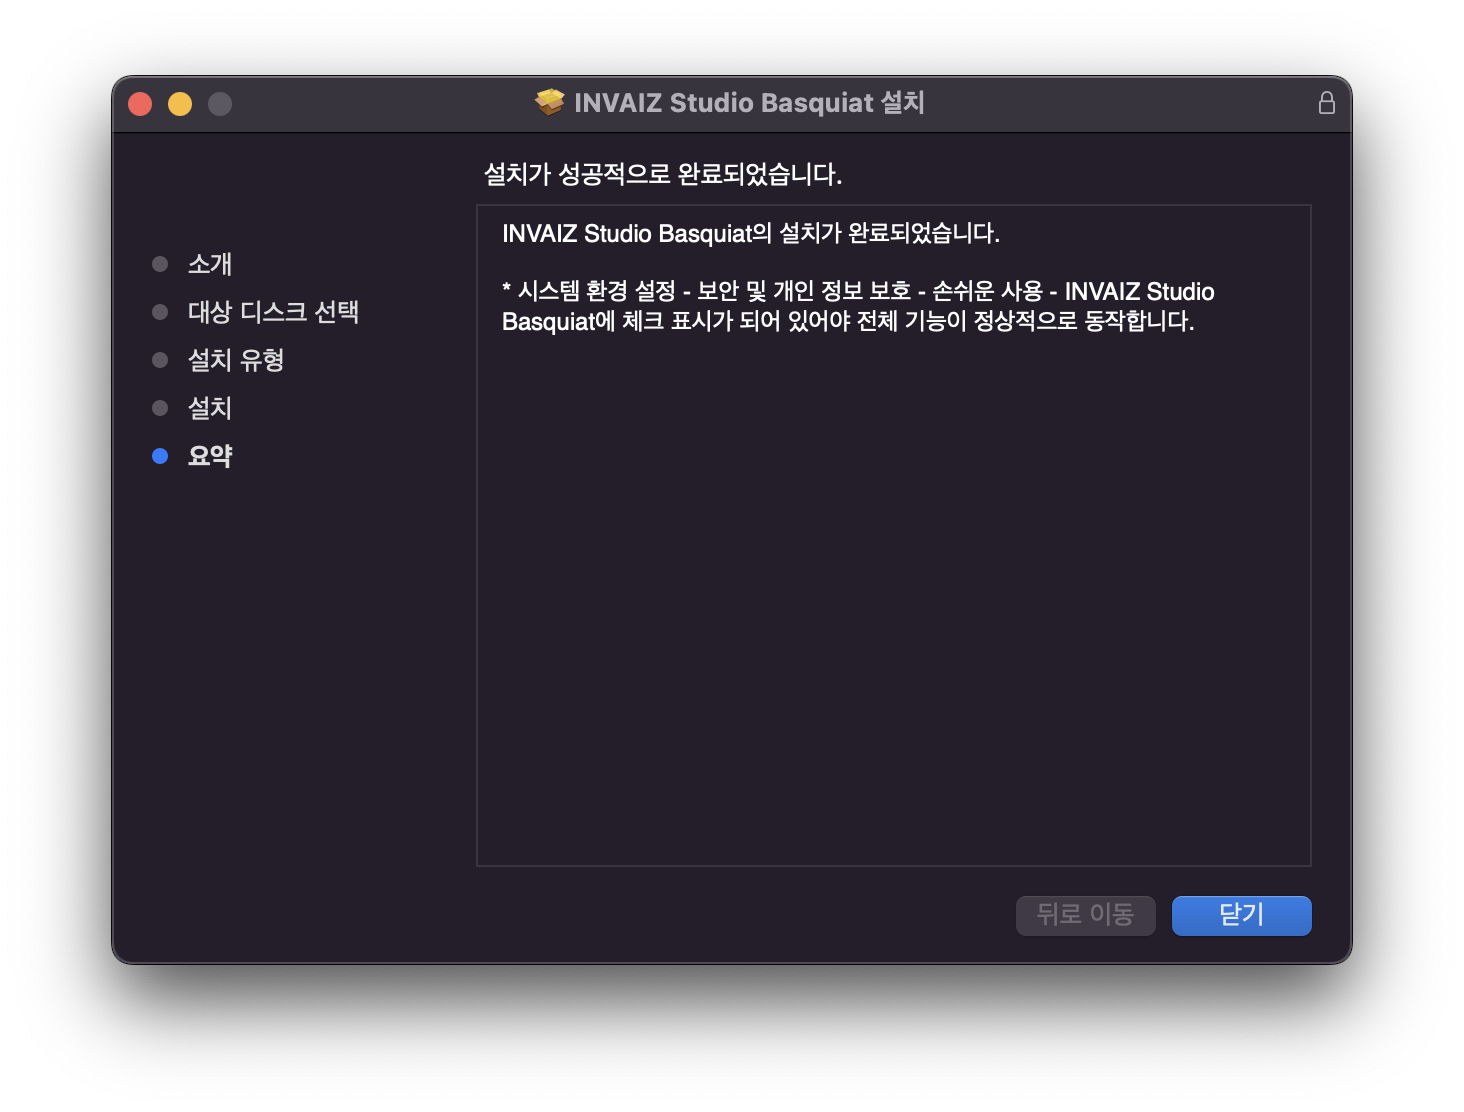 INVAIZ Studio Basquiat 설치
설치가 성공적으로 완료되었습니다.
소개
대상 디스크 선택
설치 유형
설치
요약
INVAIZ Studio Basquiat의 설치가 완료되었습니다.
* 시스템 환경 설정 - 보안 및 개인 정보 보호 - 손쉬운 사용 - INVAIZ Studio
Basquiat에 체크 표시가 되어 있어야 전체 기능이 정상적으로 동작합니다.
뒤로 이동
닫기